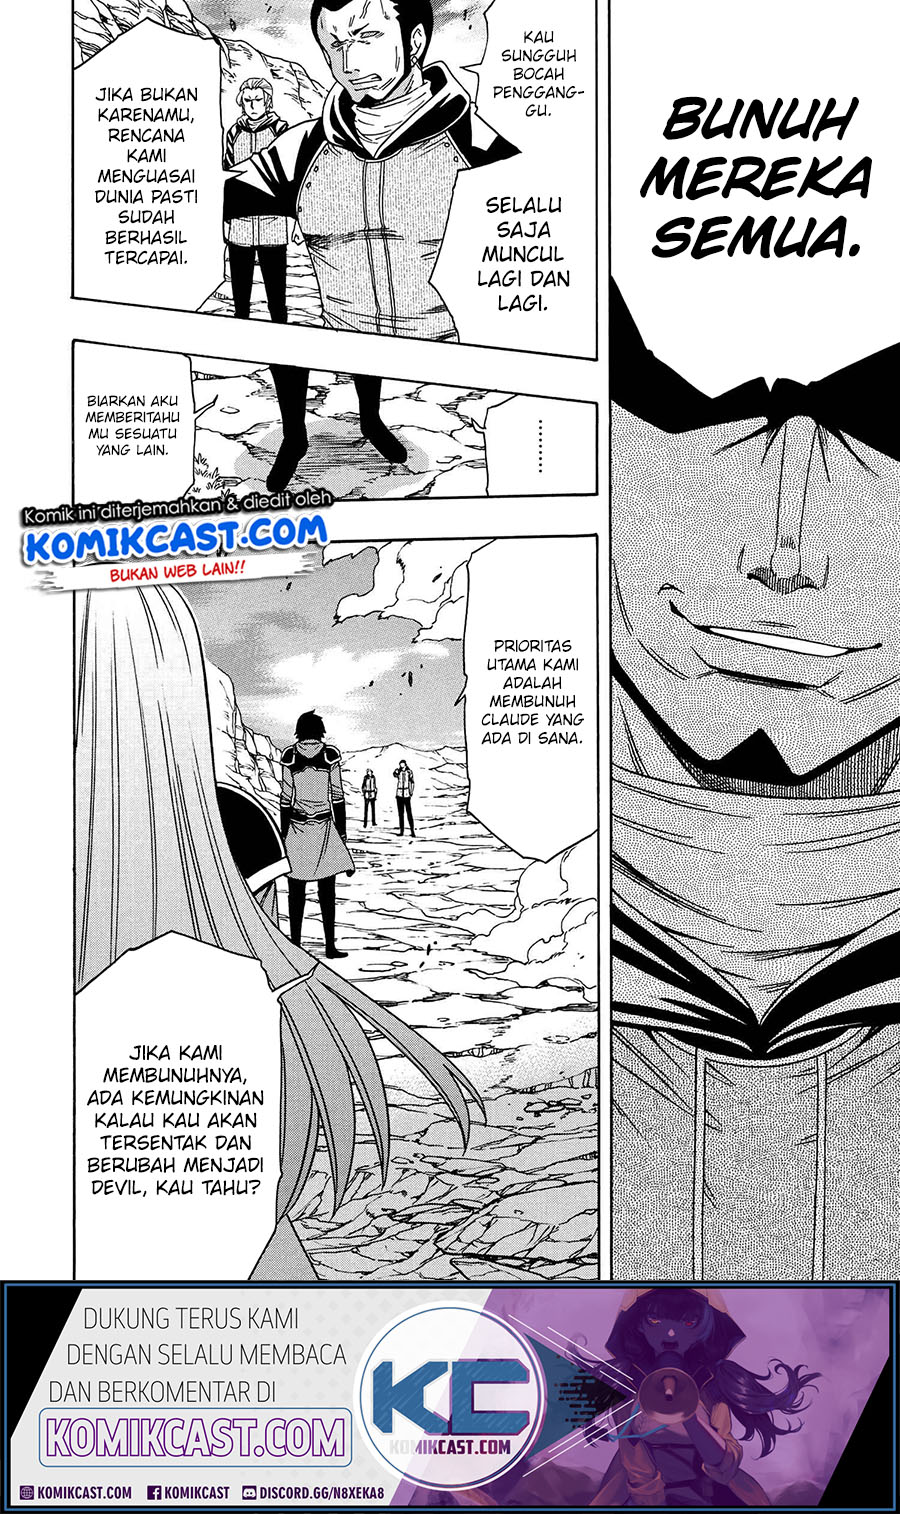 BUNUH
MEREKA
SEMUA.
KAU
SUNGGUH
BOCAH
PENGGANG-
GU.
SELALU
SAJA
MUNCUL
LAGI DAN
LAGI.
JIKA BUKAN
KARENAMU,
RENCANA
KAMI
MENGUASAI
DUNIA PASTI
SUDAH
BERHASIL
TERCAPAI.
..........
BIARKAN AKU
MEMBERITAHU
MU SESUATU
YANG LAIN.
Komik ini diterjemahkan & diedit oleh
KOMIKCAST.COM
BUKAN WEB LAIN!!
PRIORITAS
UTAMA KAMI
ADALAH
MEMBUNUH
CLAUDE YANG
ADA DI SANA.
JIKA KAMI
MEMBUNUHNYA,
ADA KEMUNGKINAN
KALAU KAU AKAN
TERSENTAK DAN
BERUBAH MENJADI
DEVIL, KAU TAHU?
DUKUNG TERUS KAMI
DENGAN SELALU MEMBACA
DAN BERKOMENTAR DI
KOMIKCAST.COM
KC
KOMIKCAST.COM
KOMIKCAST.COM KOMIKCAST DISCORD.GG/N8XEKA8